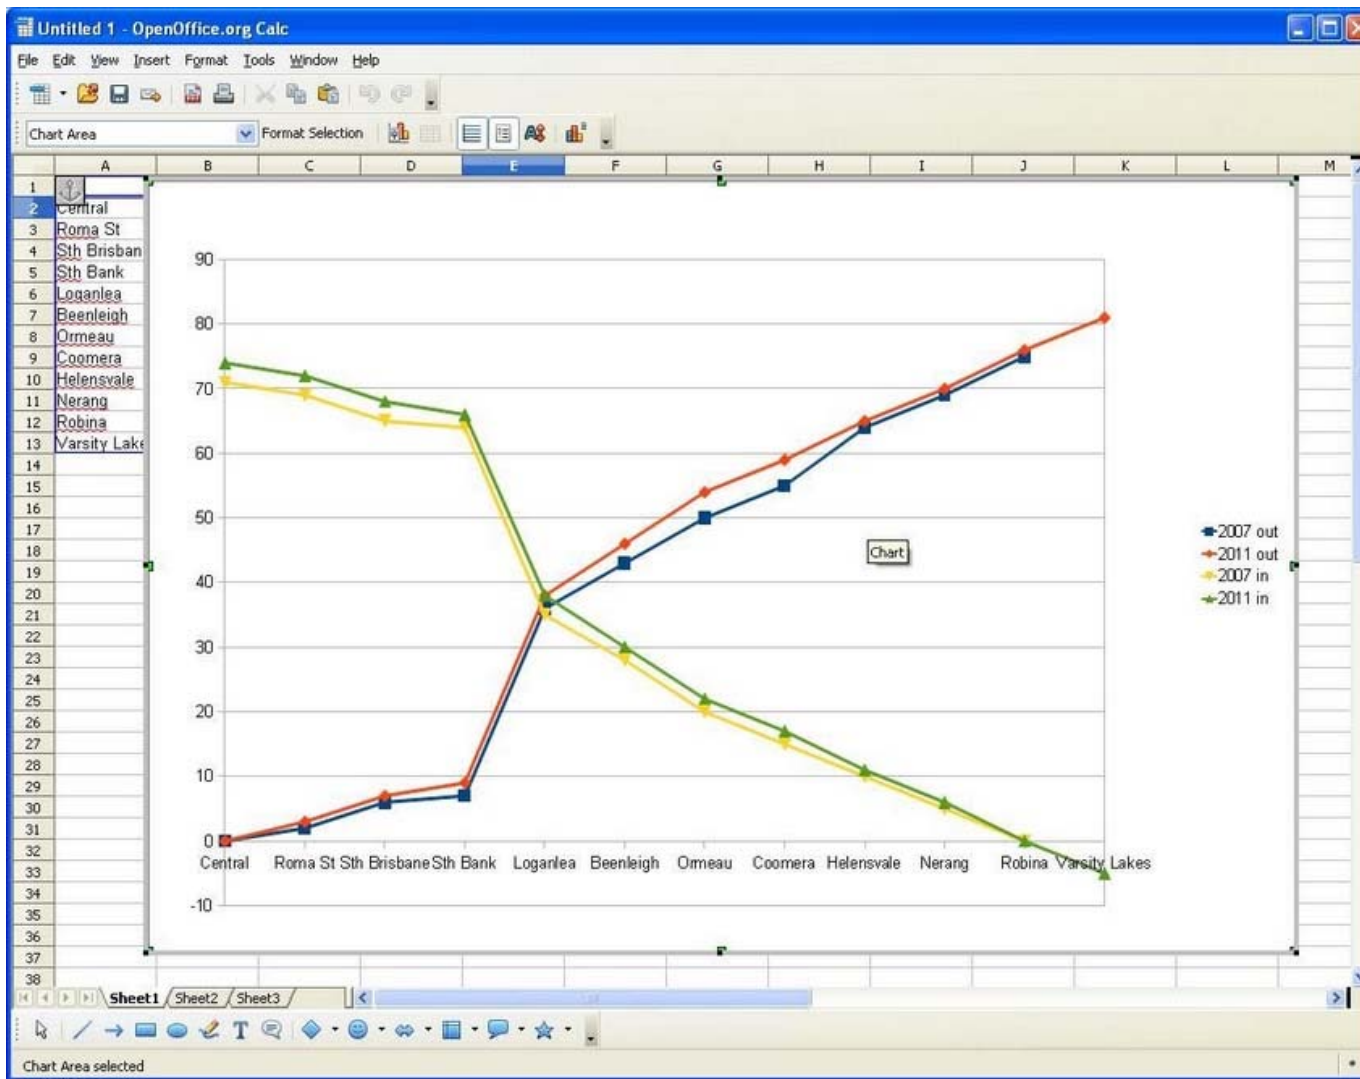 Untitled 1 - OpenOffice.org Calc
File Edit View Insert Format Tools Window Help
Chart Area Format Selection
A B C D E F G H I J K L M
1
2 Central
3 Roma St
4 Sth Brisban
5 Sth Bank
6 Loganlea
7 Beenleigh
8 Ormeau
9 Coomera
10 Helensvale
11 Nerang
12 Robina
13 Varsity Lake
14
15
16
17
18
19
20
21
22
23
24
25
26
27
28
29
30
31
32
33
34
35
36
37
38
90
80
70
60
50
40
30
20
10
0
-10
Central Roma St Sth Brisbane Sth Bank Loganlea Beenleigh Ormeau Coomera Helensvale Nerang Robina Varsity Lakes
Chart
2007 out
2011 out
2007 in
2011 in
Sheet1 Sheet2 Sheet3
T
Chart Area selected *